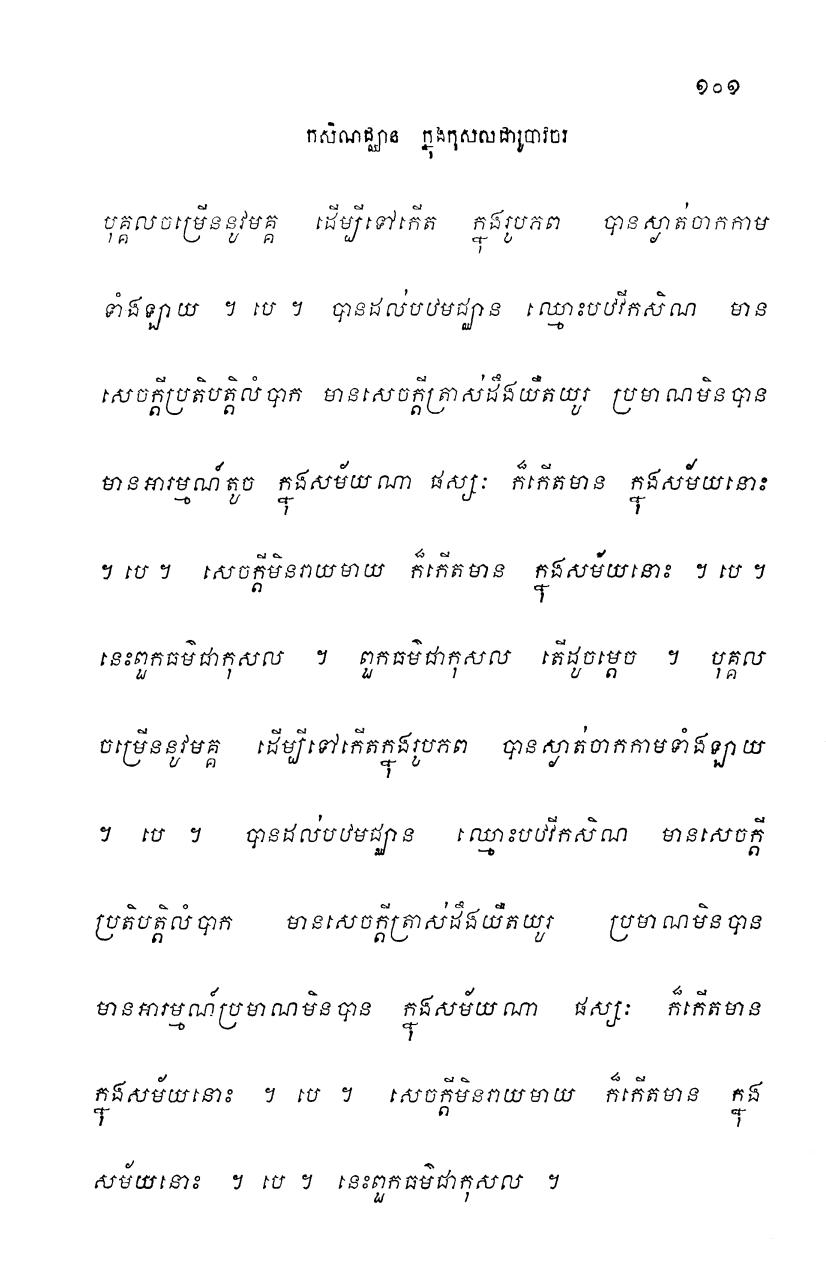 ១០១
កសិណជ្ឈាន ក្នុងកុសលជារូបាវចរ
បុគ្គលចម្រើននូវមគ្គ ដើម្បីទៅកើត ក្នុងរូបភព បានស្ងាត់ចាកកាម
ទាំងឡាយ ។ បេ ។ បានដល់បឋមជ្ឈាន ឈ្មោះបឋវីកសិណ មាន
សេចក្តីប្រតិបត្តិលំបាក មានសេចក្តីត្រាស់ដឹងយឺតយូរ ប្រមាណមិនបាន
មានអារម្មណ៍តូច ក្នុងសម័យណា ផស្សៈ ក៏កើតមាន ក្នុងសម័យនោះ
។ បេ ។ សេចក្តីមិនរាយមាយ ក៏កើតមាន ក្នុងសម័យនោះ ។ បេ ។
នេះពួកធម៌ជាកុសល ។ ពួកធម៌ជាកុសល តើដូចម្តេច ។ បុគ្គល
ចម្រើននូវមគ្គ ដើម្បីទៅកើតក្នុងរូបភព បានស្ងាត់ចាកកាមទាំងឡាយ
។ បេ ។ បានដល់បឋមជ្ឈាន ឈ្មោះបឋវីកសិណ មានសេចក្តី
ប្រតិបត្តិលំបាក មានសេចក្តីត្រាស់ដឹងយឺតយូរ ប្រមាណមិនបាន
មានអារម្មណ៍ប្រមាណមិនបាន ក្នុងសម័យណា ផស្សៈ ក៏កើតមាន
ក្នុងសម័យនោះ ។ បេ ។ សេចក្តីមិនរាយមាយ ក៏កើតមាន ក្នុង
សម័យនោះ ។ បេ ។ នេះពួកធម៌ជាកុសល ។